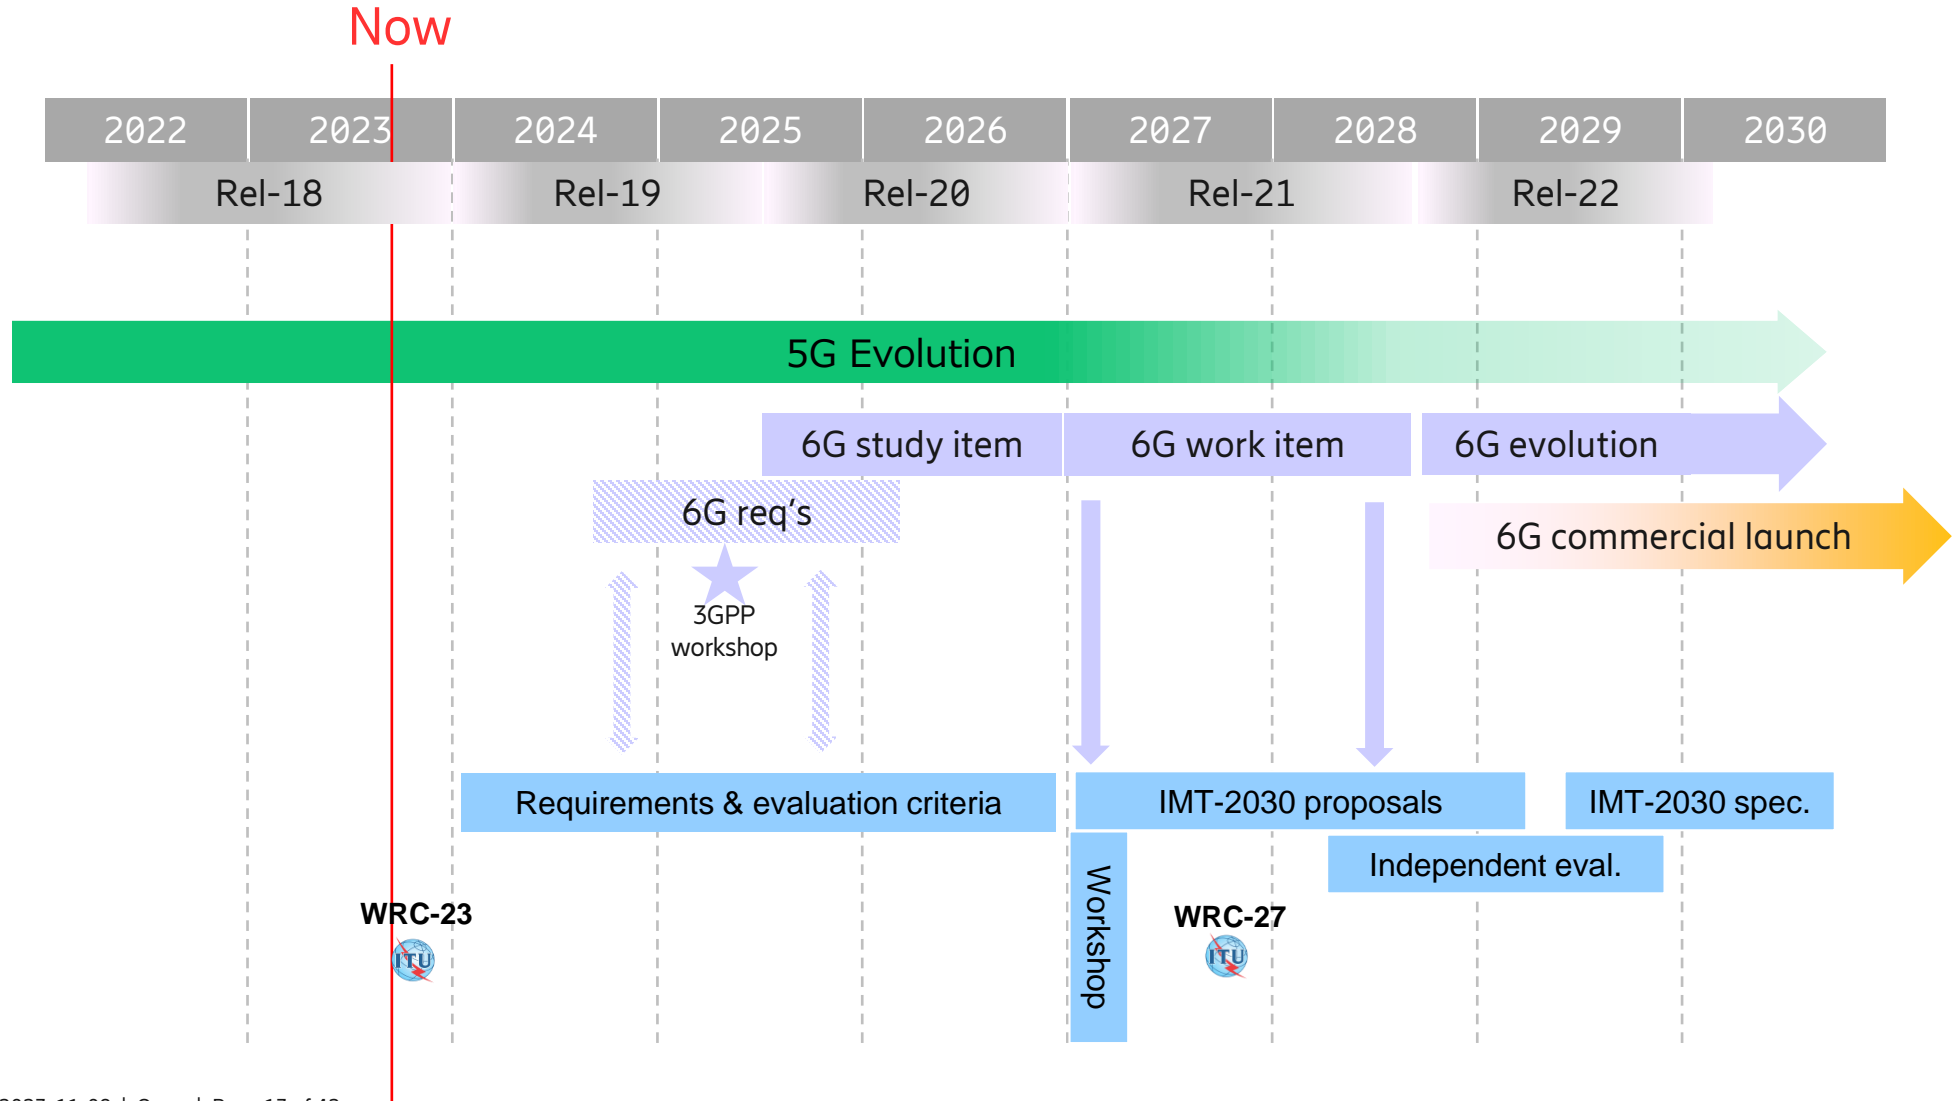 Now
2022 2023 2024 2025 2026 2027 2028 2029 2030
Rel-18 Rel-19 Rel-20 Rel-21 Rel-22
5G Evolution
6G study item 6G work item 6G evolution
6G req's
6G commercial launch
3GPP
workshop
Requirements & evaluation criteria IMT-2030 proposals IMT-2030 spec.
Independent eval.
Workshop
WRC-23 WRC-27
ITU ITU